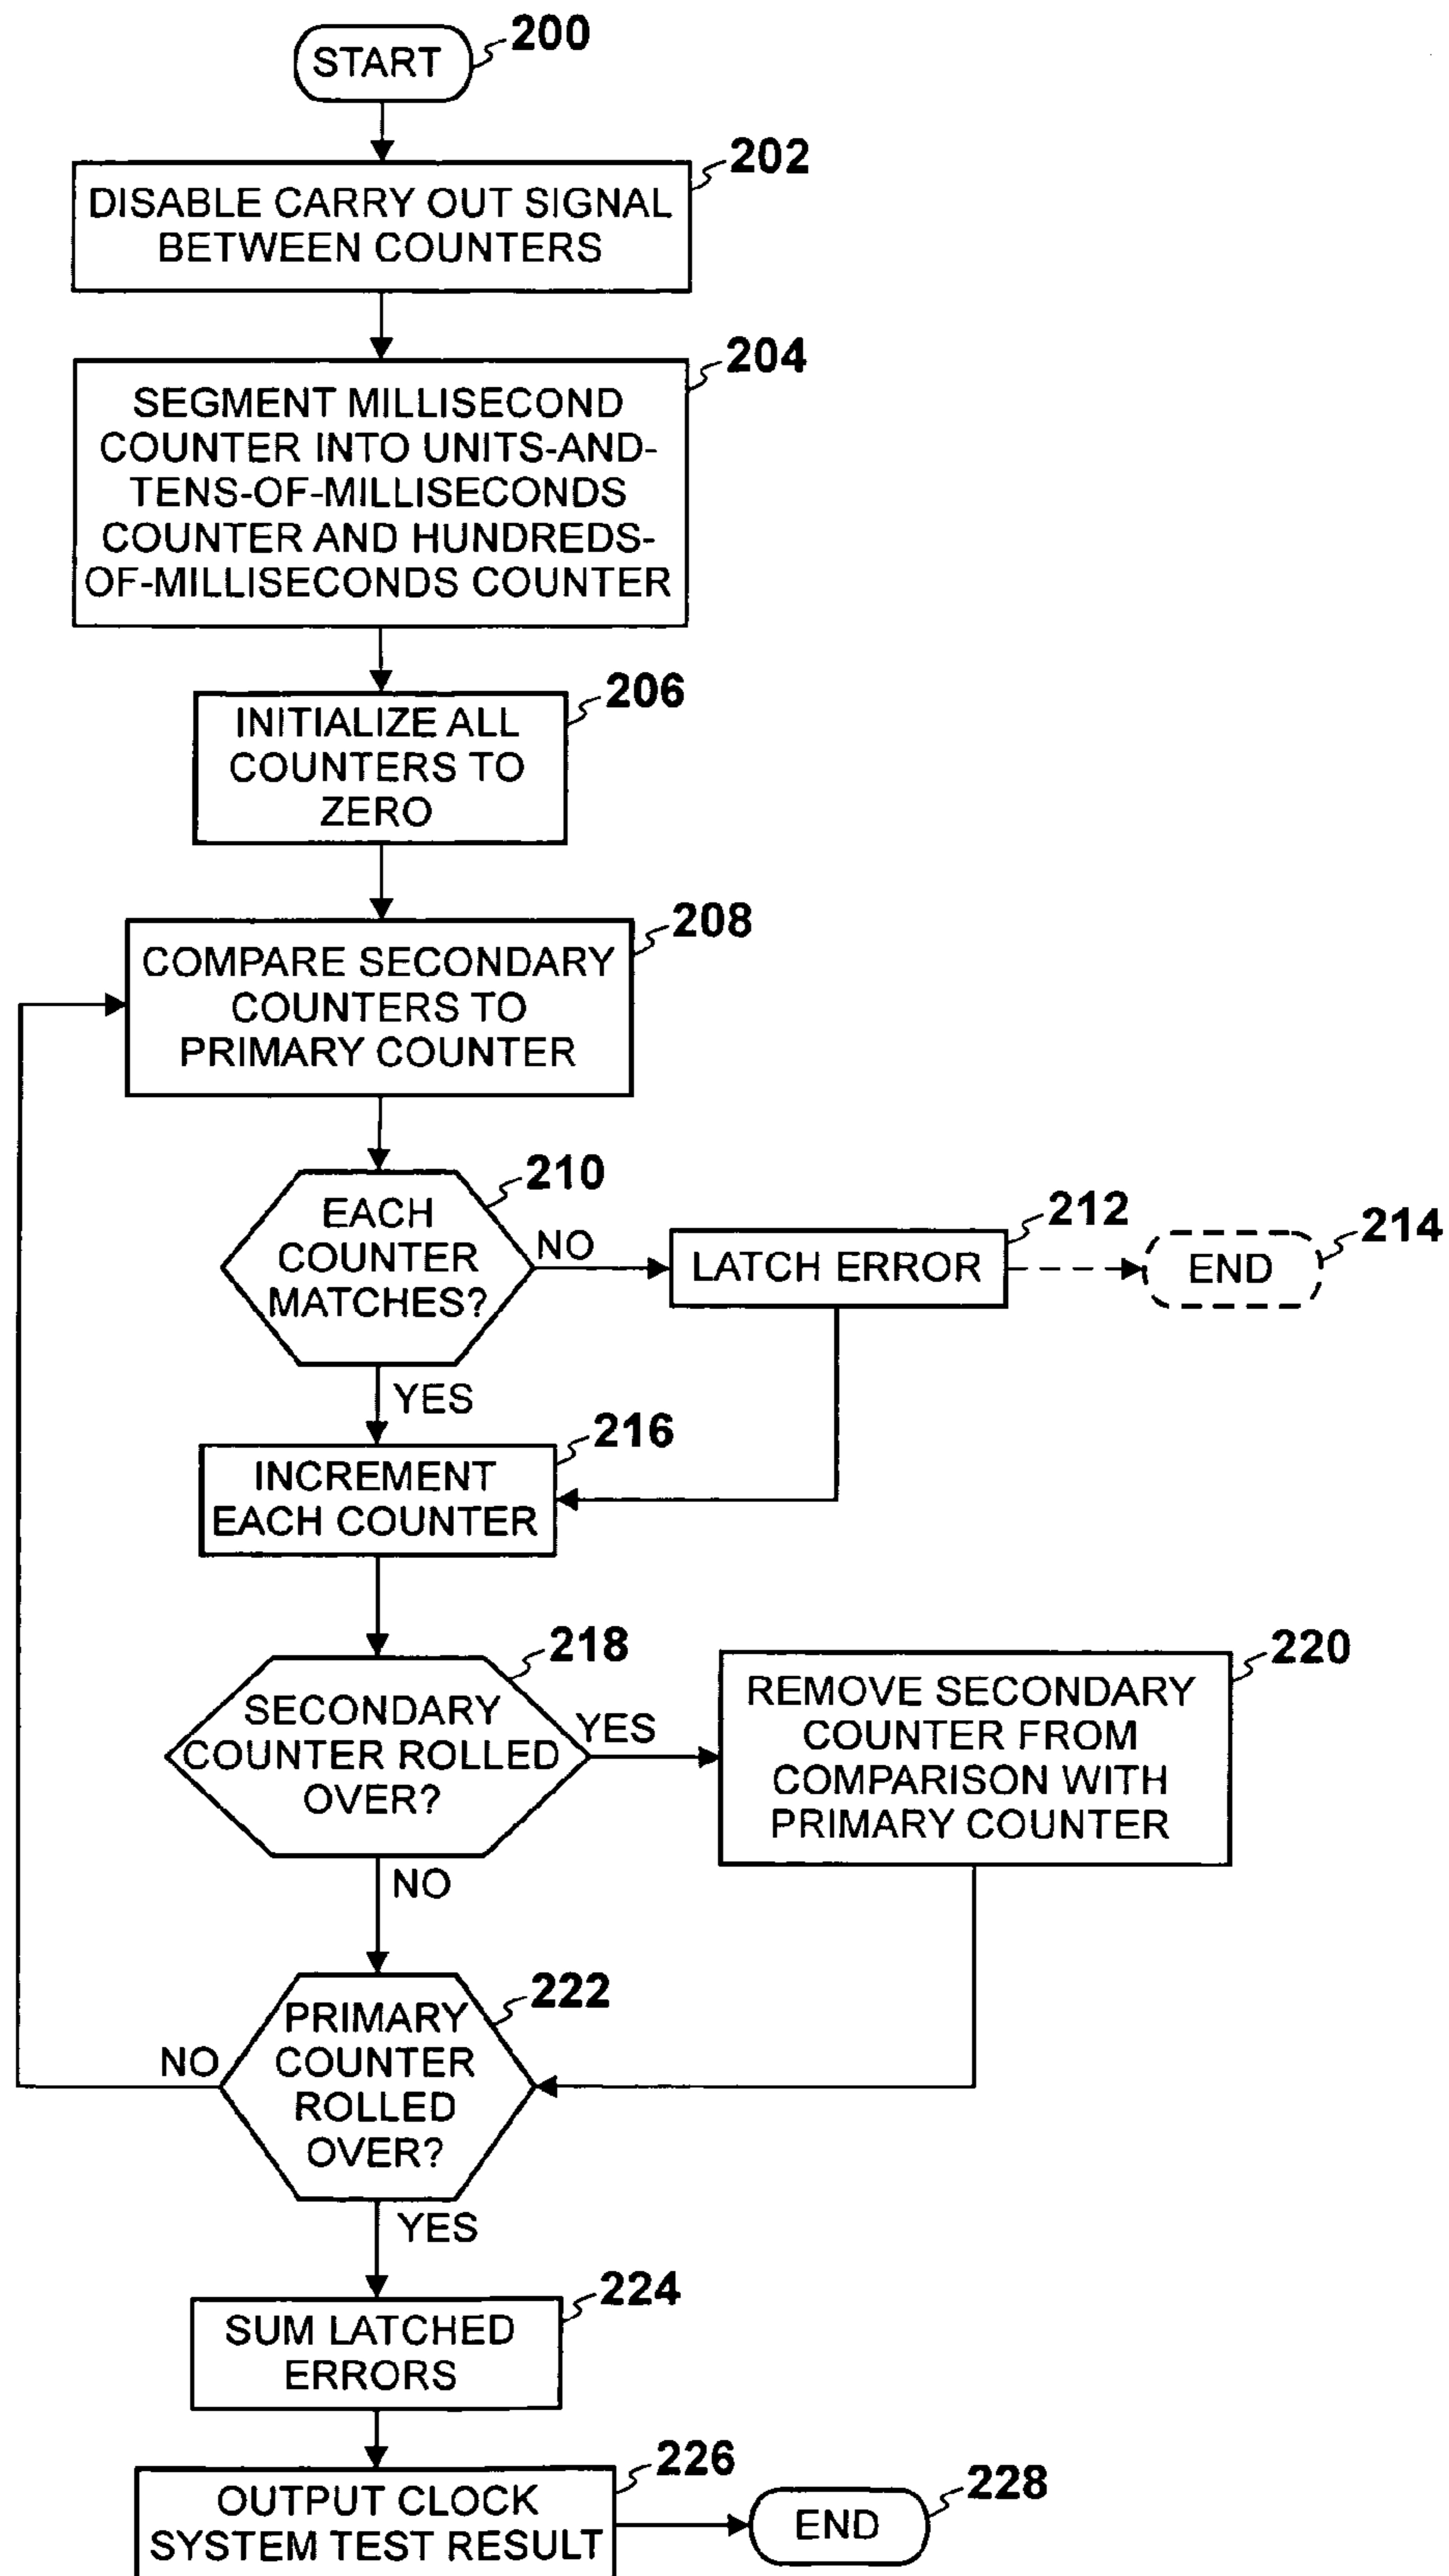 START
200
DISABLE CARRY OUT SIGNAL
BETWEEN COUNTERS
202
SEGMENT MILLISECOND
COUNTER INTO UNITS-AND-
TENS-OF-MILLISECONDS
COUNTER AND HUNDREDS-
OF-MILLISECONDS COUNTER
204
INITIALIZE ALL
COUNTERS TO
ZERO
206
COMPARE SECONDARY
COUNTERS TO
PRIMARY COUNTER
208
EACH
COUNTER
MATCHES?
210
NO
LATCH ERROR
212
END
214
YES
INCREMENT
EACH COUNTER
216
SECONDARY
COUNTER ROLLED
OVER?
218
YES
REMOVE SECONDARY
COUNTER FROM
COMPARISON WITH
PRIMARY COUNTER
220
NO
PRIMARY
COUNTER
ROLLED
OVER?
222
NO
YES
SUM LATCHED
ERRORS
224
OUTPUT CLOCK
SYSTEM TEST RESULT
226
END
228